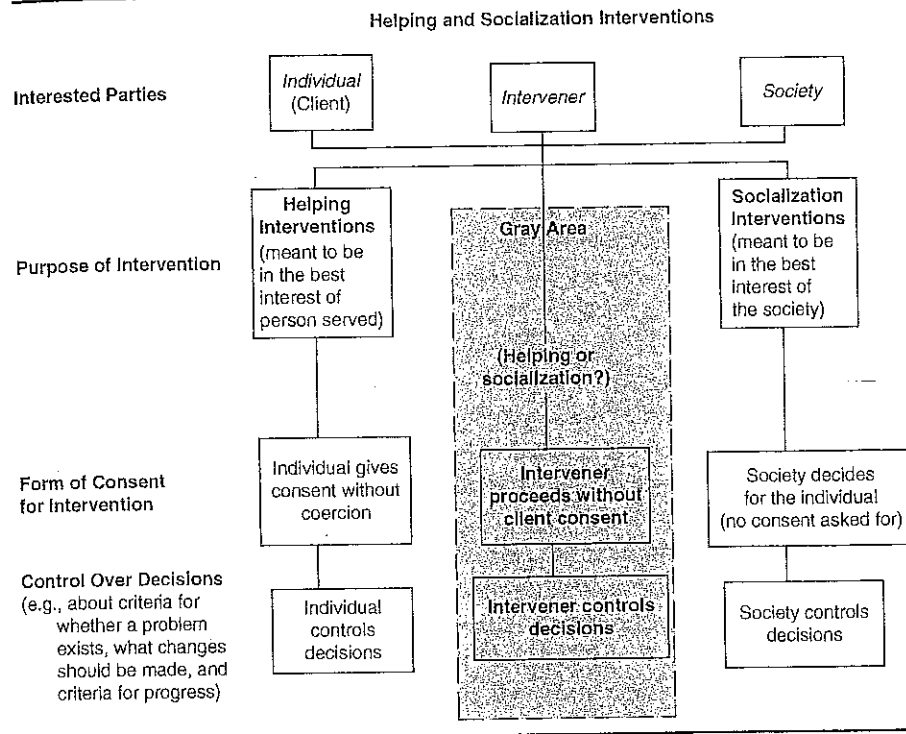 Helping and Socialization Interventions
Interested Parties
Individual
(Client)
Intervener
Society
Purpose of Intervention
Helping
Interventions
(meant to be
in the best
interest of
person served)
Gray Area
(Helping or
socialization?)
Socialization
Interventions
(meant to be
in the best
interest of
the society)
Form of Consent
for Intervention
Individual gives
consent without
coercion
Intervener
proceeds without
client consent
Society decides
for the individual
(no consent asked for)
Control Over Decisions
(e.g., about criteria for
whether a problem
exists, what changes
should be made, and
criteria for progress)
Individual
controls
decisions
Intervener controls
decisions
Society controls
decisions